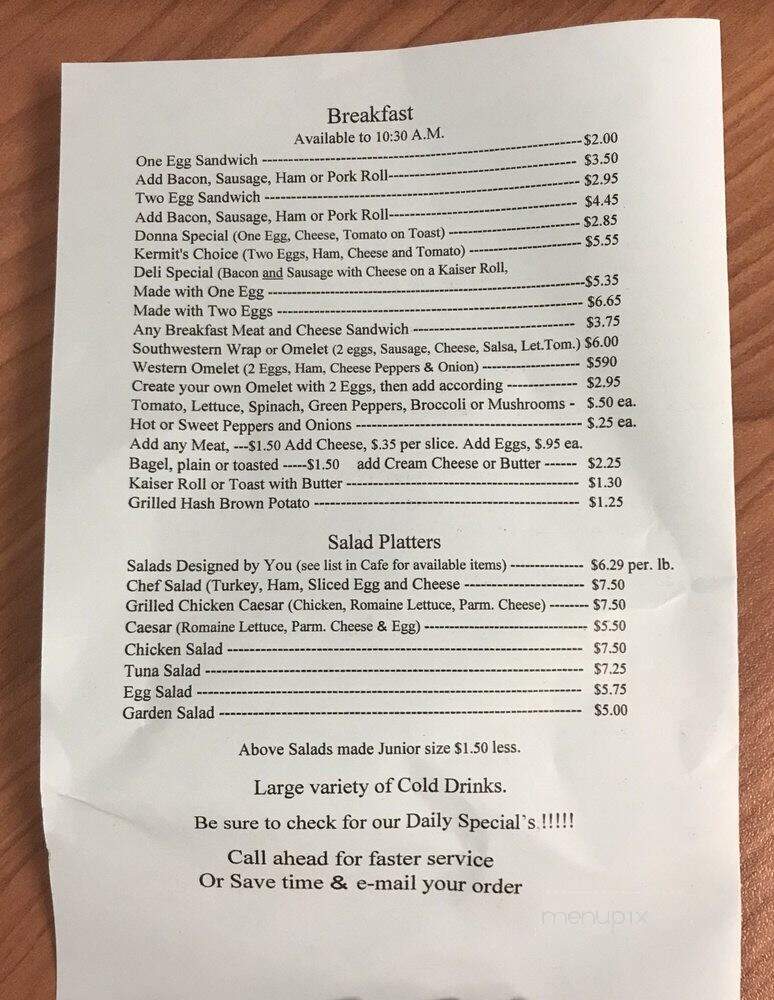 Breakfast
Available to 10:30 A.M.
One Egg Sandwich ---------------------------------------------$2.00
Add Bacon, Sausage, Ham or Pork Roll--------------------------- $3.50
Two Egg Sandwich --------------------------------------------- $2.95
Add Bacon, Sausage, Ham or Pork Roll--------------------------- $4.45
Donna Special (One Egg, Cheese, Tomato on Toast) -------------------$2.85
Kermit's Choice (Two Eggs, Ham, Cheese and Tomato) ----------------$5.55
Deli Special (Bacon and Sausage with Cheese on a Kaiser Roll,
Made with One Egg ---------------------------------------------$5.35
Made with Two Eggs -------------------------------------------- $6.65
Any Breakfast Meat and Cheese Sandwich ----------------------- $3.75
Southwestern Wrap or Omelet (2 eggs, Sausage, Cheese, Salsa, Let.Tom.) $6.00
Western Omelet (2 Eggs, Ham, Cheese Peppers & Onion) ------------------ $590
Create your own Omelet with 2 Eggs, then add according ------------- $2.95
Tomato, Lettuce, Spinach, Green Peppers, Broccoli or Mushrooms - $.50 ea.
Hot or Sweet Peppers and Onions -------------------------------- $.25 ea.
Add any Meat, ---$1.50 Add Cheese, $.35 per slice. Add Eggs, $.95 ea.
Bagel, plain or toasted -----$1.50 add Cream Cheese or Butter ------ $2.25
Kaiser Roll or Toast with Butter --------------------------------- $1.30
Grilled Hash Brown Potato -------------------------------------- $1.25
Salad Platters
Salads Designed by You (see list in Cafe for available items) -------------- $6.29 per. lb.
Chef Salad (Turkey, Ham, Sliced Egg and Cheese ----------------- $7.50
Grilled Chicken Caesar (Chicken, Romaine Lettuce, Parm. Cheese) -------- $7.50
Caesar (Romaine Lettuce, Parm. Cheese & Egg) ----------------------- $5.50
Chicken Salad -------------------------------------------------- $7.50
Tuna Salad ----------------------------------------------------- $7.25
Egg Salad ------------------------------------------------------ $5.75
Garden Salad --------------------------------------------------- $5.00
Above Salads made Junior size $1.50 less.
Large variety of Cold Drinks.
Be sure to check for our Daily Special's.!!!!!
Call ahead for faster service
Or Save time & e-mail your order
menupix